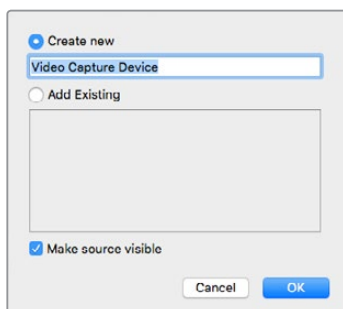 Create new
Video Capture Device
Add Existing
Make source visible
Cancel OK